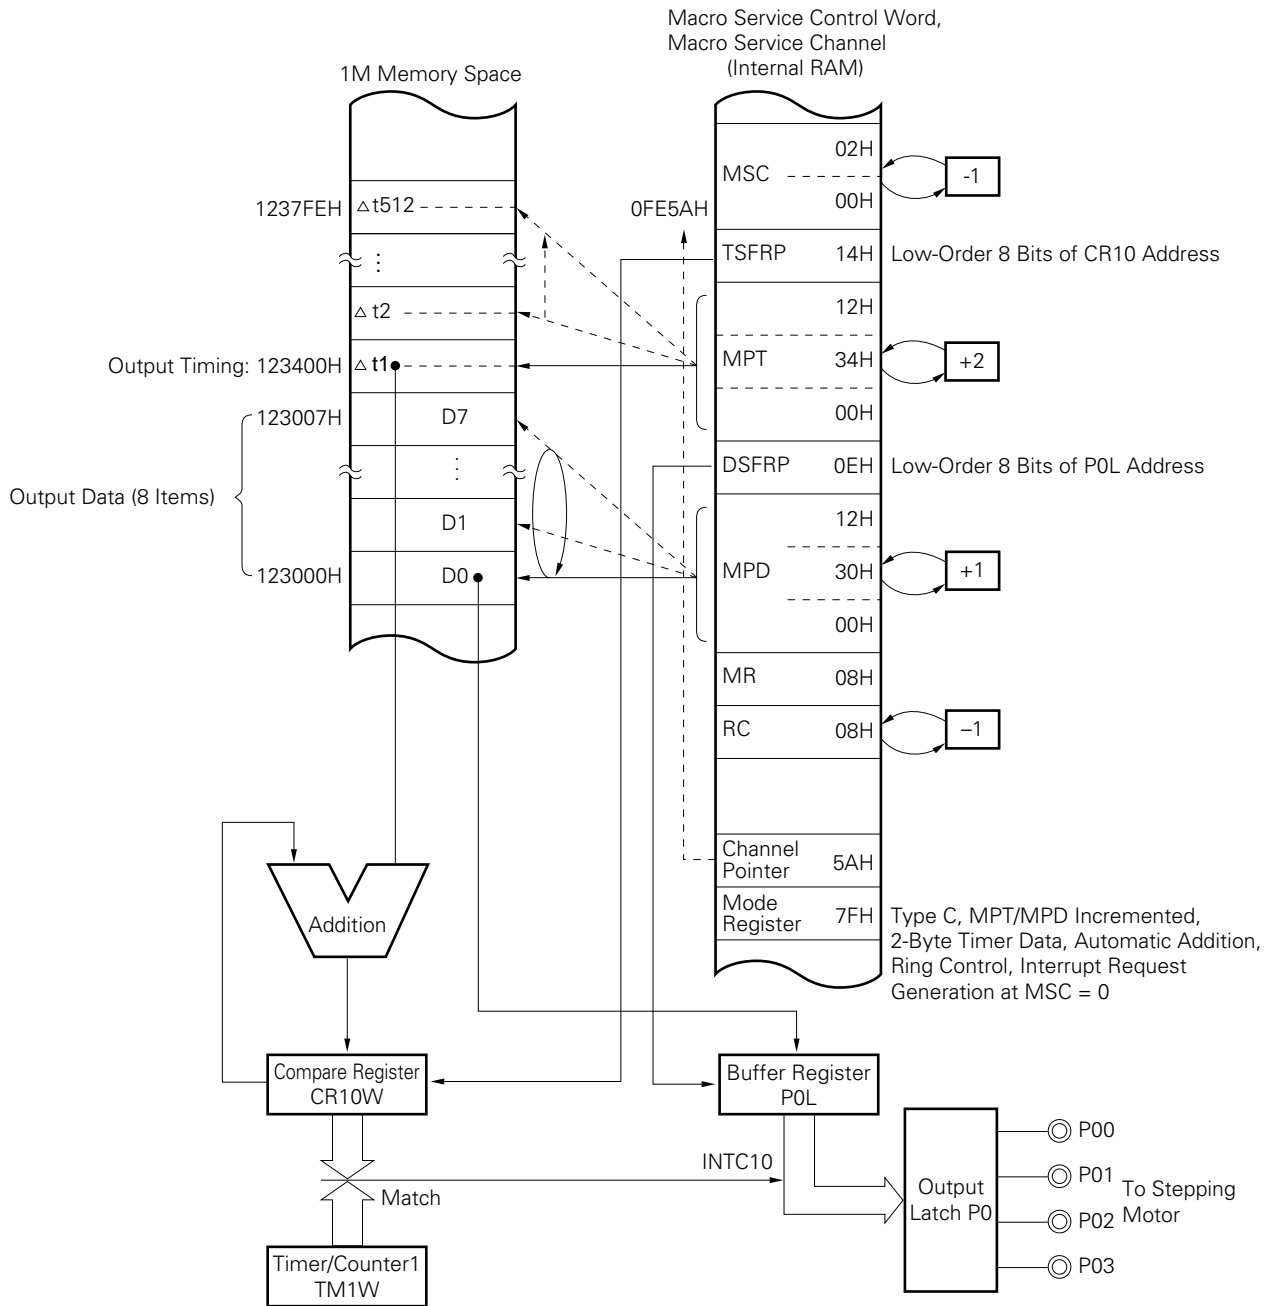 Macro Service Control Word,
Macro Service Channel
(Internal RAM)
1M Memory Space
02H
MSC
-1
00H
1237FEH
△ t512
0FE5AH
TSFRP 14H Low-Order 8 Bits of CR10 Address
⋮
12H
△ t2
MPT 34H
+2
Output Timing: 123400H △ t1
00H
123007H D7
DSFRP 0EH Low-Order 8 Bits of P0L Address
⋮
Output Data (8 Items)
12H
D1
MPD 30H
+1
123000H D0
00H
MR 08H
RC 08H
–1
Channel
Pointer 5AH
Mode
Register 7FH
Type C, MPT/MPD Incremented,
2-Byte Timer Data, Automatic Addition,
Ring Control, Interrupt Request
Generation at MSC = 0
Addition
Compare Register
CR10W
Buffer Register
P0L
INTC10
Match
Timer/Counter1
TM1W
Output
Latch P0
P00
P01
P02
P03
To Stepping
Motor